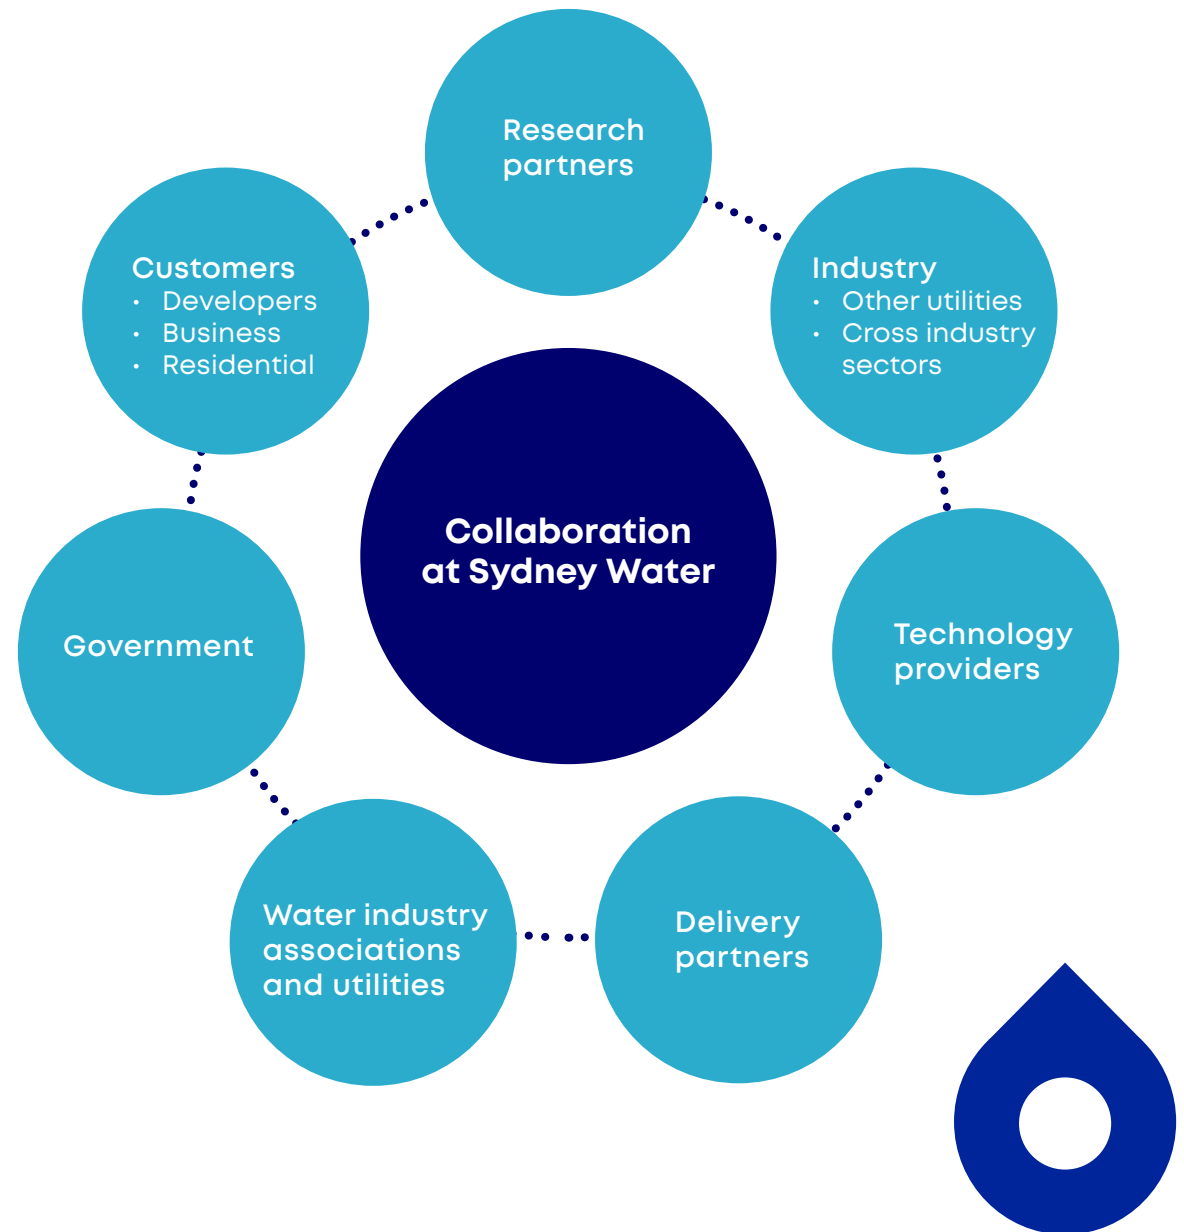 Research
partners
Customers
• Developers
• Business
• Residential
Industry
• Other utilities
• Cross industry
sectors
Collaboration
at Sydney Water
Government
Technology
providers
Water industry
associations
and utilities
Delivery
partners